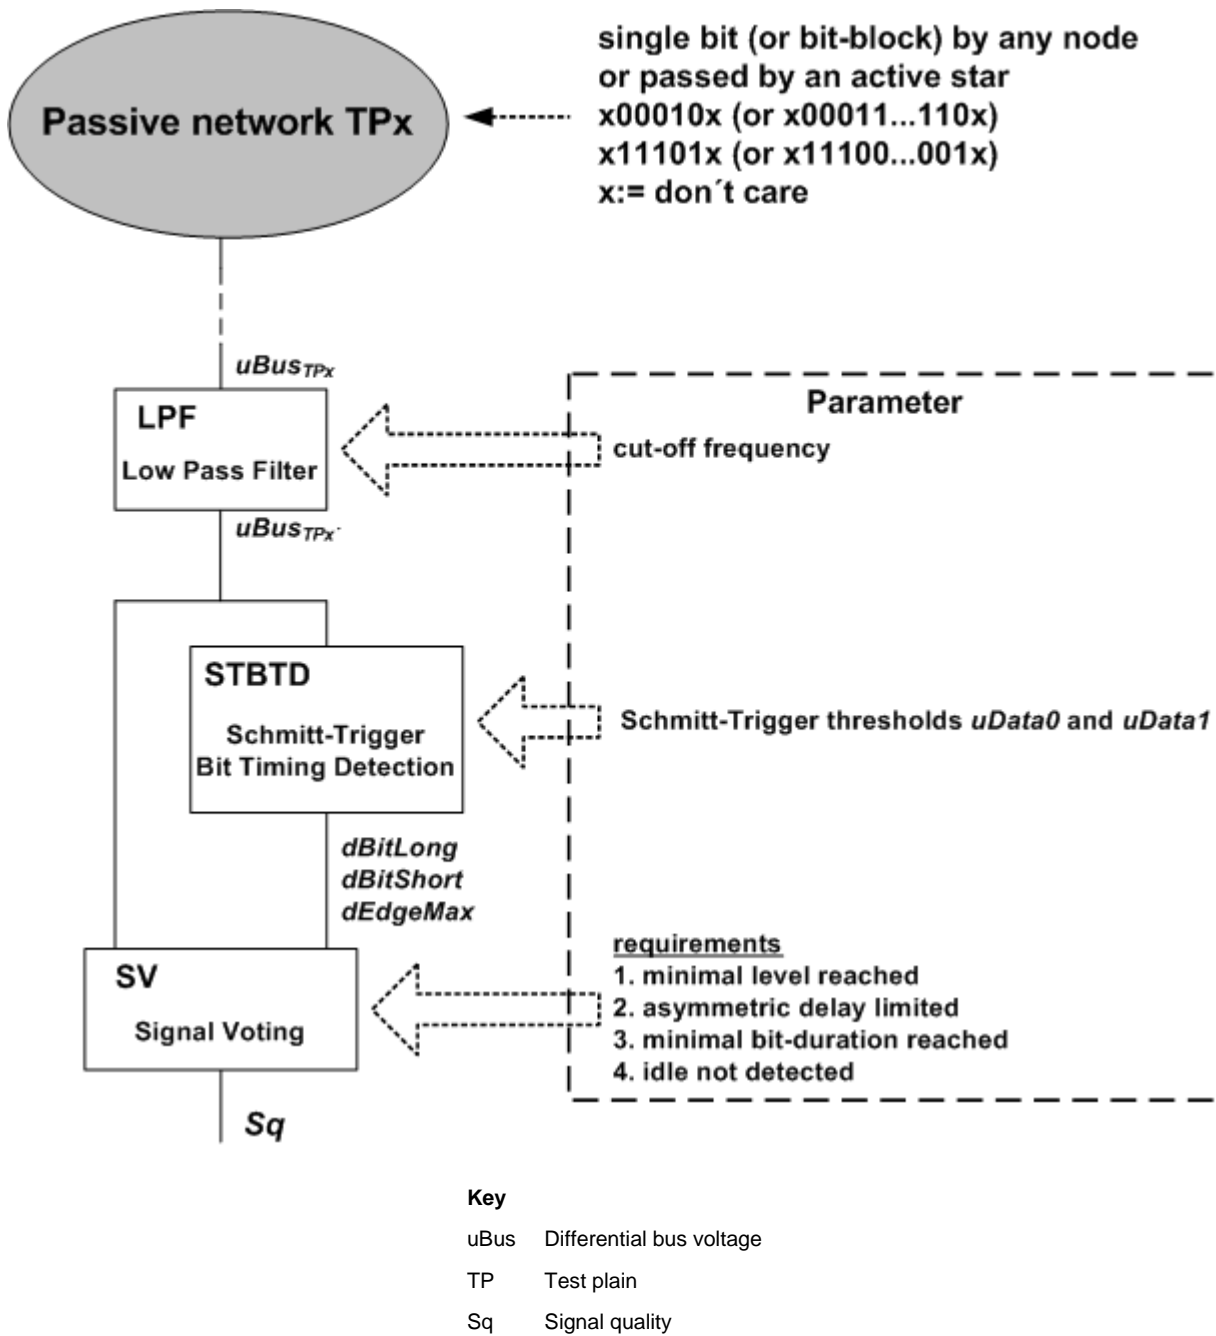 Passive network TPx
single bit (or bit-block) by any node
or passed by an active star
x00010x (or x00011...110x)
x11101x (or x11100...001x)
x:= don´t care
uBusTPx
LPF
Low Pass Filter
Parameter
cut-off frequency
uBusTPx´
STBTD
Schmitt-Trigger
Bit Timing Detection
Schmitt-Trigger thresholds uData0 and uData1
dBitLong
dBitShort
dEdgeMax
SV
Signal Voting
requirements
1. minimal level reached
2. asymmetric delay limited
3. minimal bit-duration reached
4. idle not detected
Sq
Key
uBus Differential bus voltage
TP Test plain
Sq Signal quality